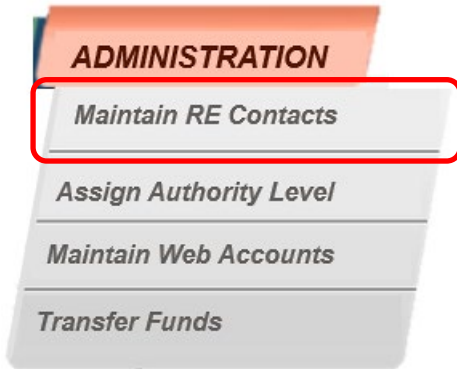 ADMINISTRATION
Maintain RE Contacts
Assign Authority Level
Maintain Web Accounts
Transfer Funds